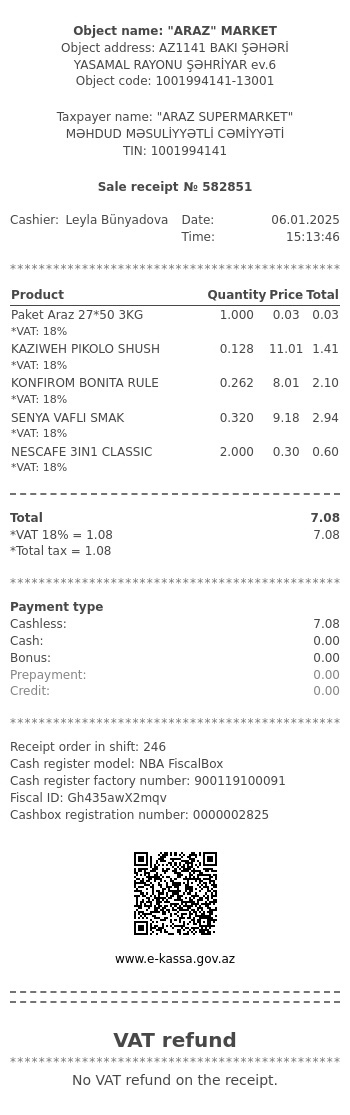 Object name: "ARAZ" MARKET
Object address: AZ1141 BAKI ŞƏHƏRİ
YASAMAL RAYONU ŞƏHRİYAR ev.6
Object code: 1001994141-13001
Taxpayer name: "ARAZ SUPERMARKET"
MƏHDUD MƏSULİYYƏTLİ CƏMİYYƏTİ
TIN: 1001994141
Sale receipt № 582851
Cashier: Leyla Bünyadova Date: 06.01.2025
Time: 15:13:46
********************************************
Product Quantity Price Total
Paket Araz 27*50 3KG 1.000 0.03 0.03
*VAT: 18%
KAZIWEH PIKOLO SHUSH 0.128 11.01 1.41
*VAT: 18%
KONFIROM BONITA RULE 0.262 8.01 2.10
*VAT: 18%
SENYA VAFLI SMAK 0.320 9.18 2.94
*VAT: 18%
NESCAFE 3IN1 CLASSIC 2.000 0.30 0.60
*VAT: 18%
Total 7.08
*VAT 18% = 1.08 7.08
*Total tax = 1.08
********************************************
Payment type
Cashless: 7.08
Cash: 0.00
Bonus: 0.00
Prepayment: 0.00
Credit: 0.00
********************************************
Receipt order in shift: 246
Cash register model: NBA FiscalBox
Cash register factory number: 900119100091
Fiscal ID: Gh435awX2mqv
Cashbox registration number: 0000002825
www.e-kassa.gov.az
VAT refund
********************************************
No VAT refund on the receipt.